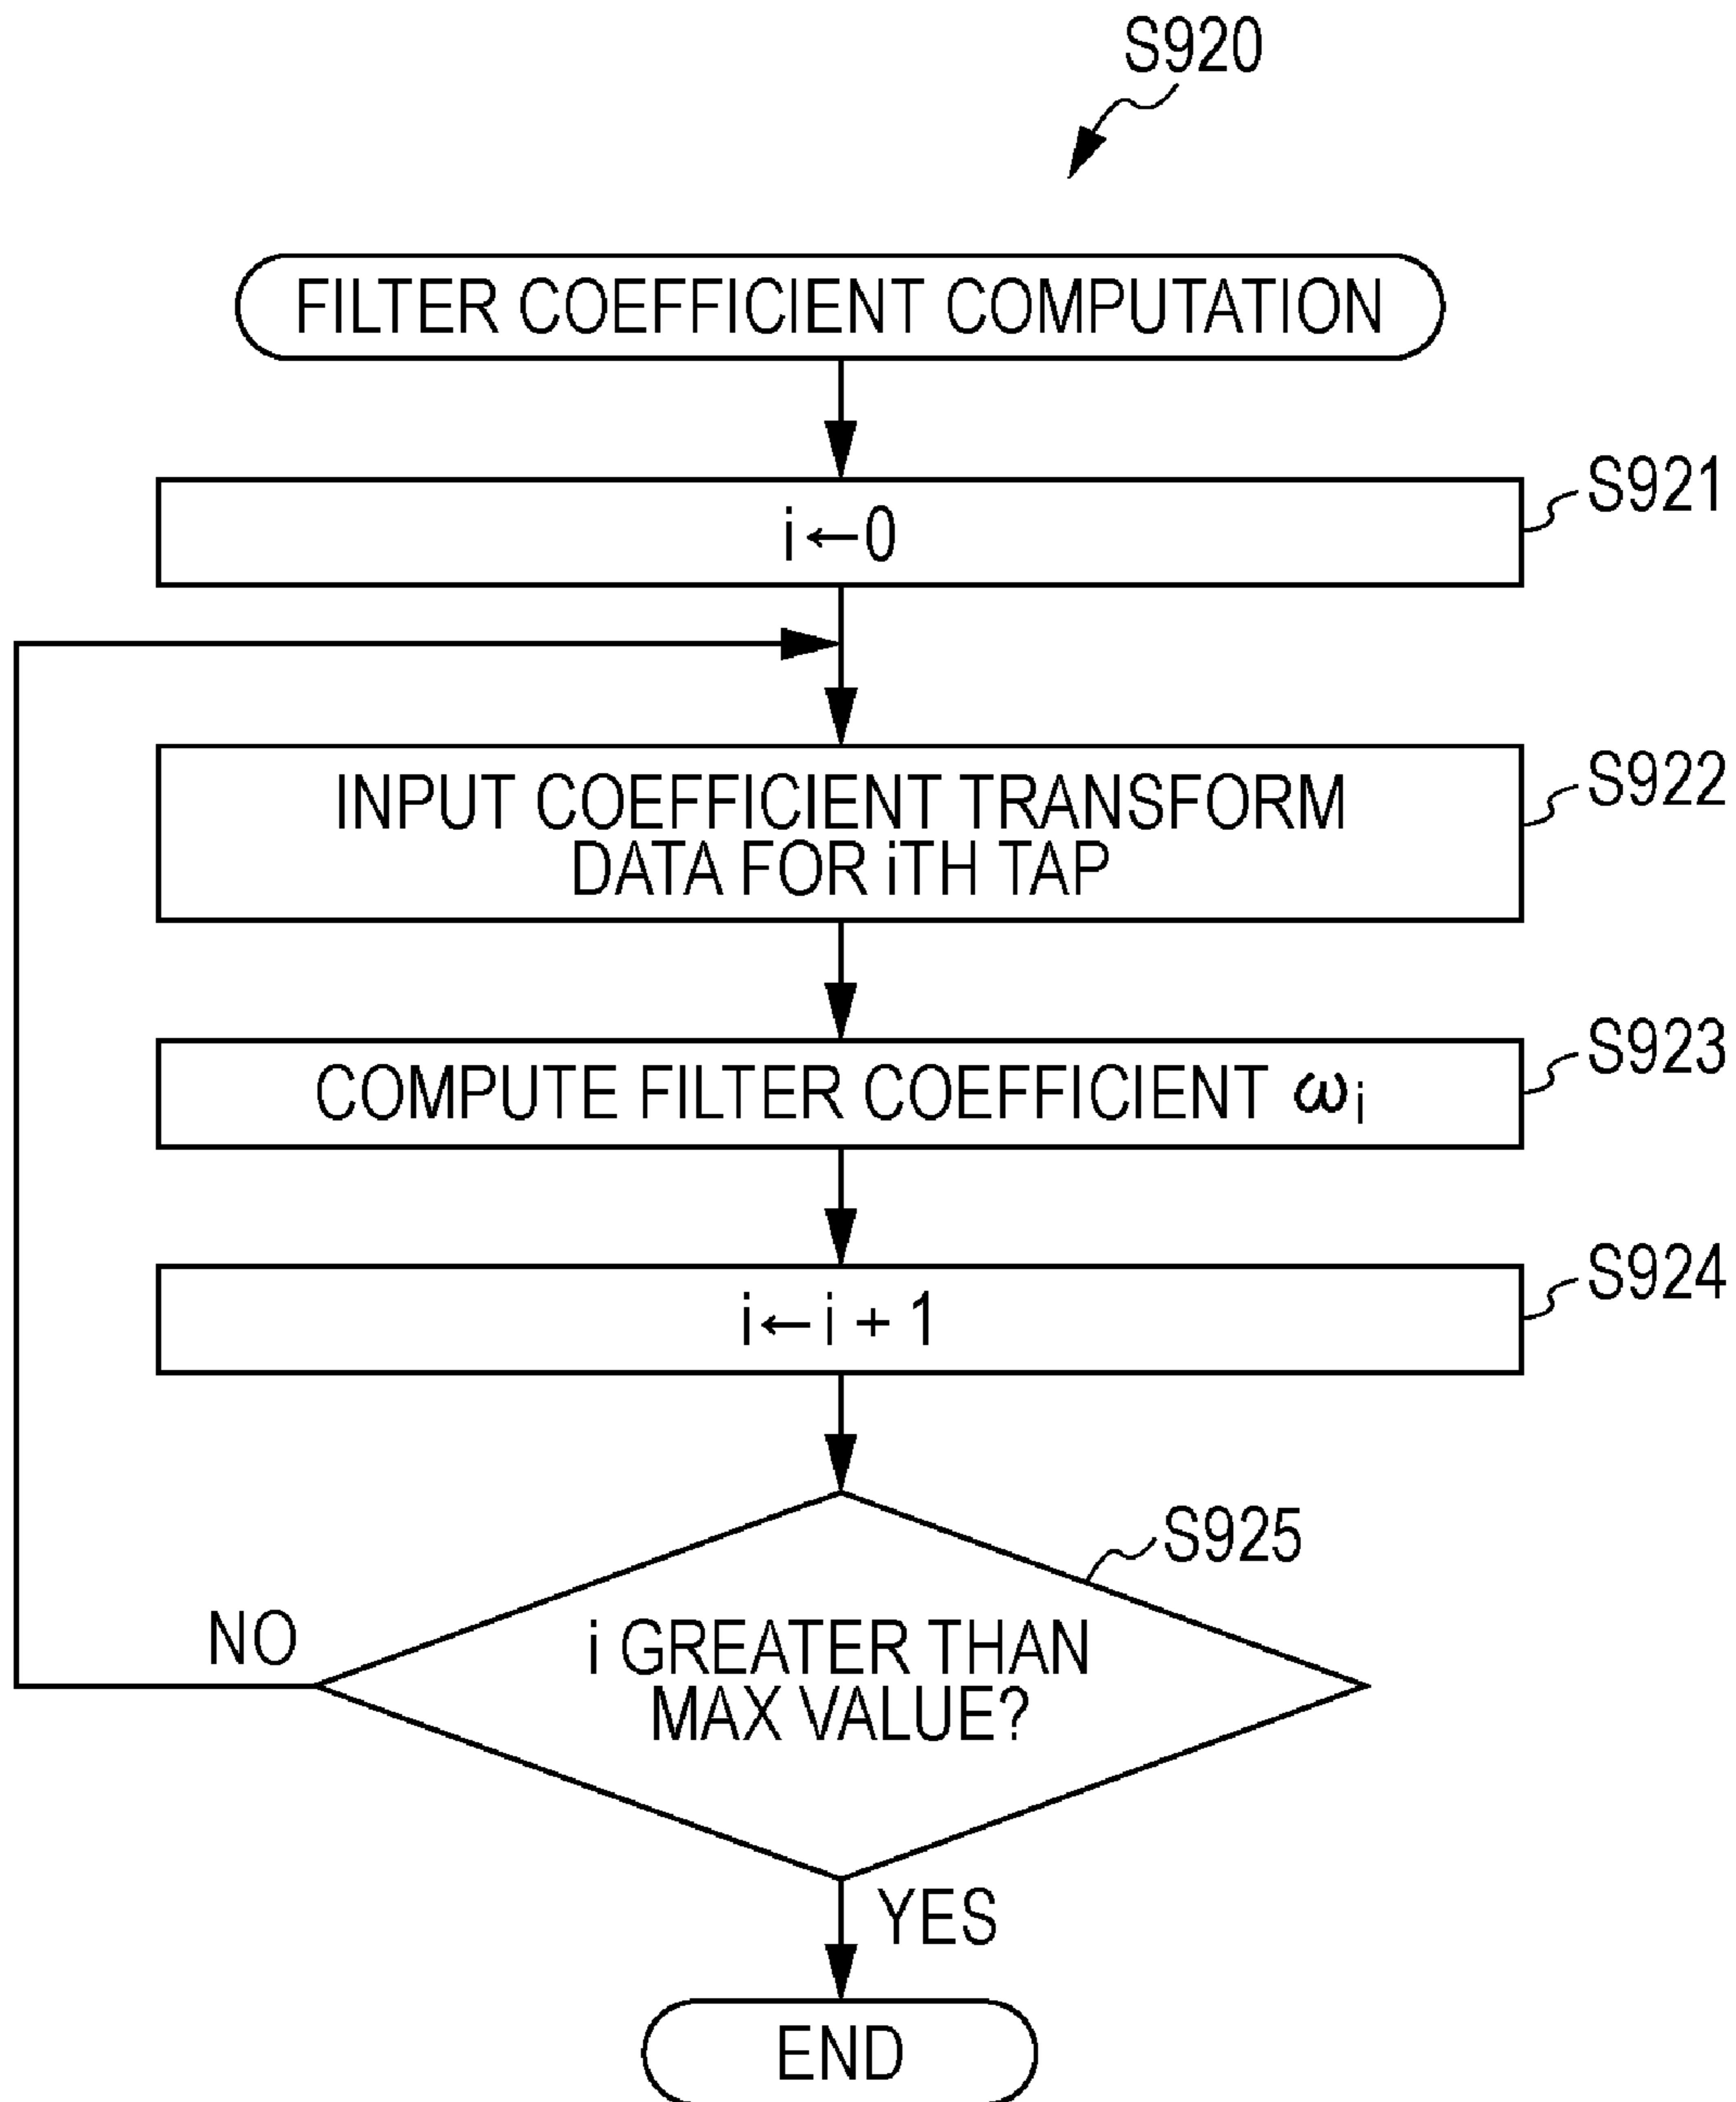 S920
FILTER COEFFICIENT COMPUTATION
S921
i←0
S922
INPUT COEFFICIENT TRANSFORM
DATA FOR iTH TAP
S923
COMPUTE FILTER COEFFICIENT ωi
S924
i←i + 1
S925
NO
i GREATER THAN
MAX VALUE?
YES
END